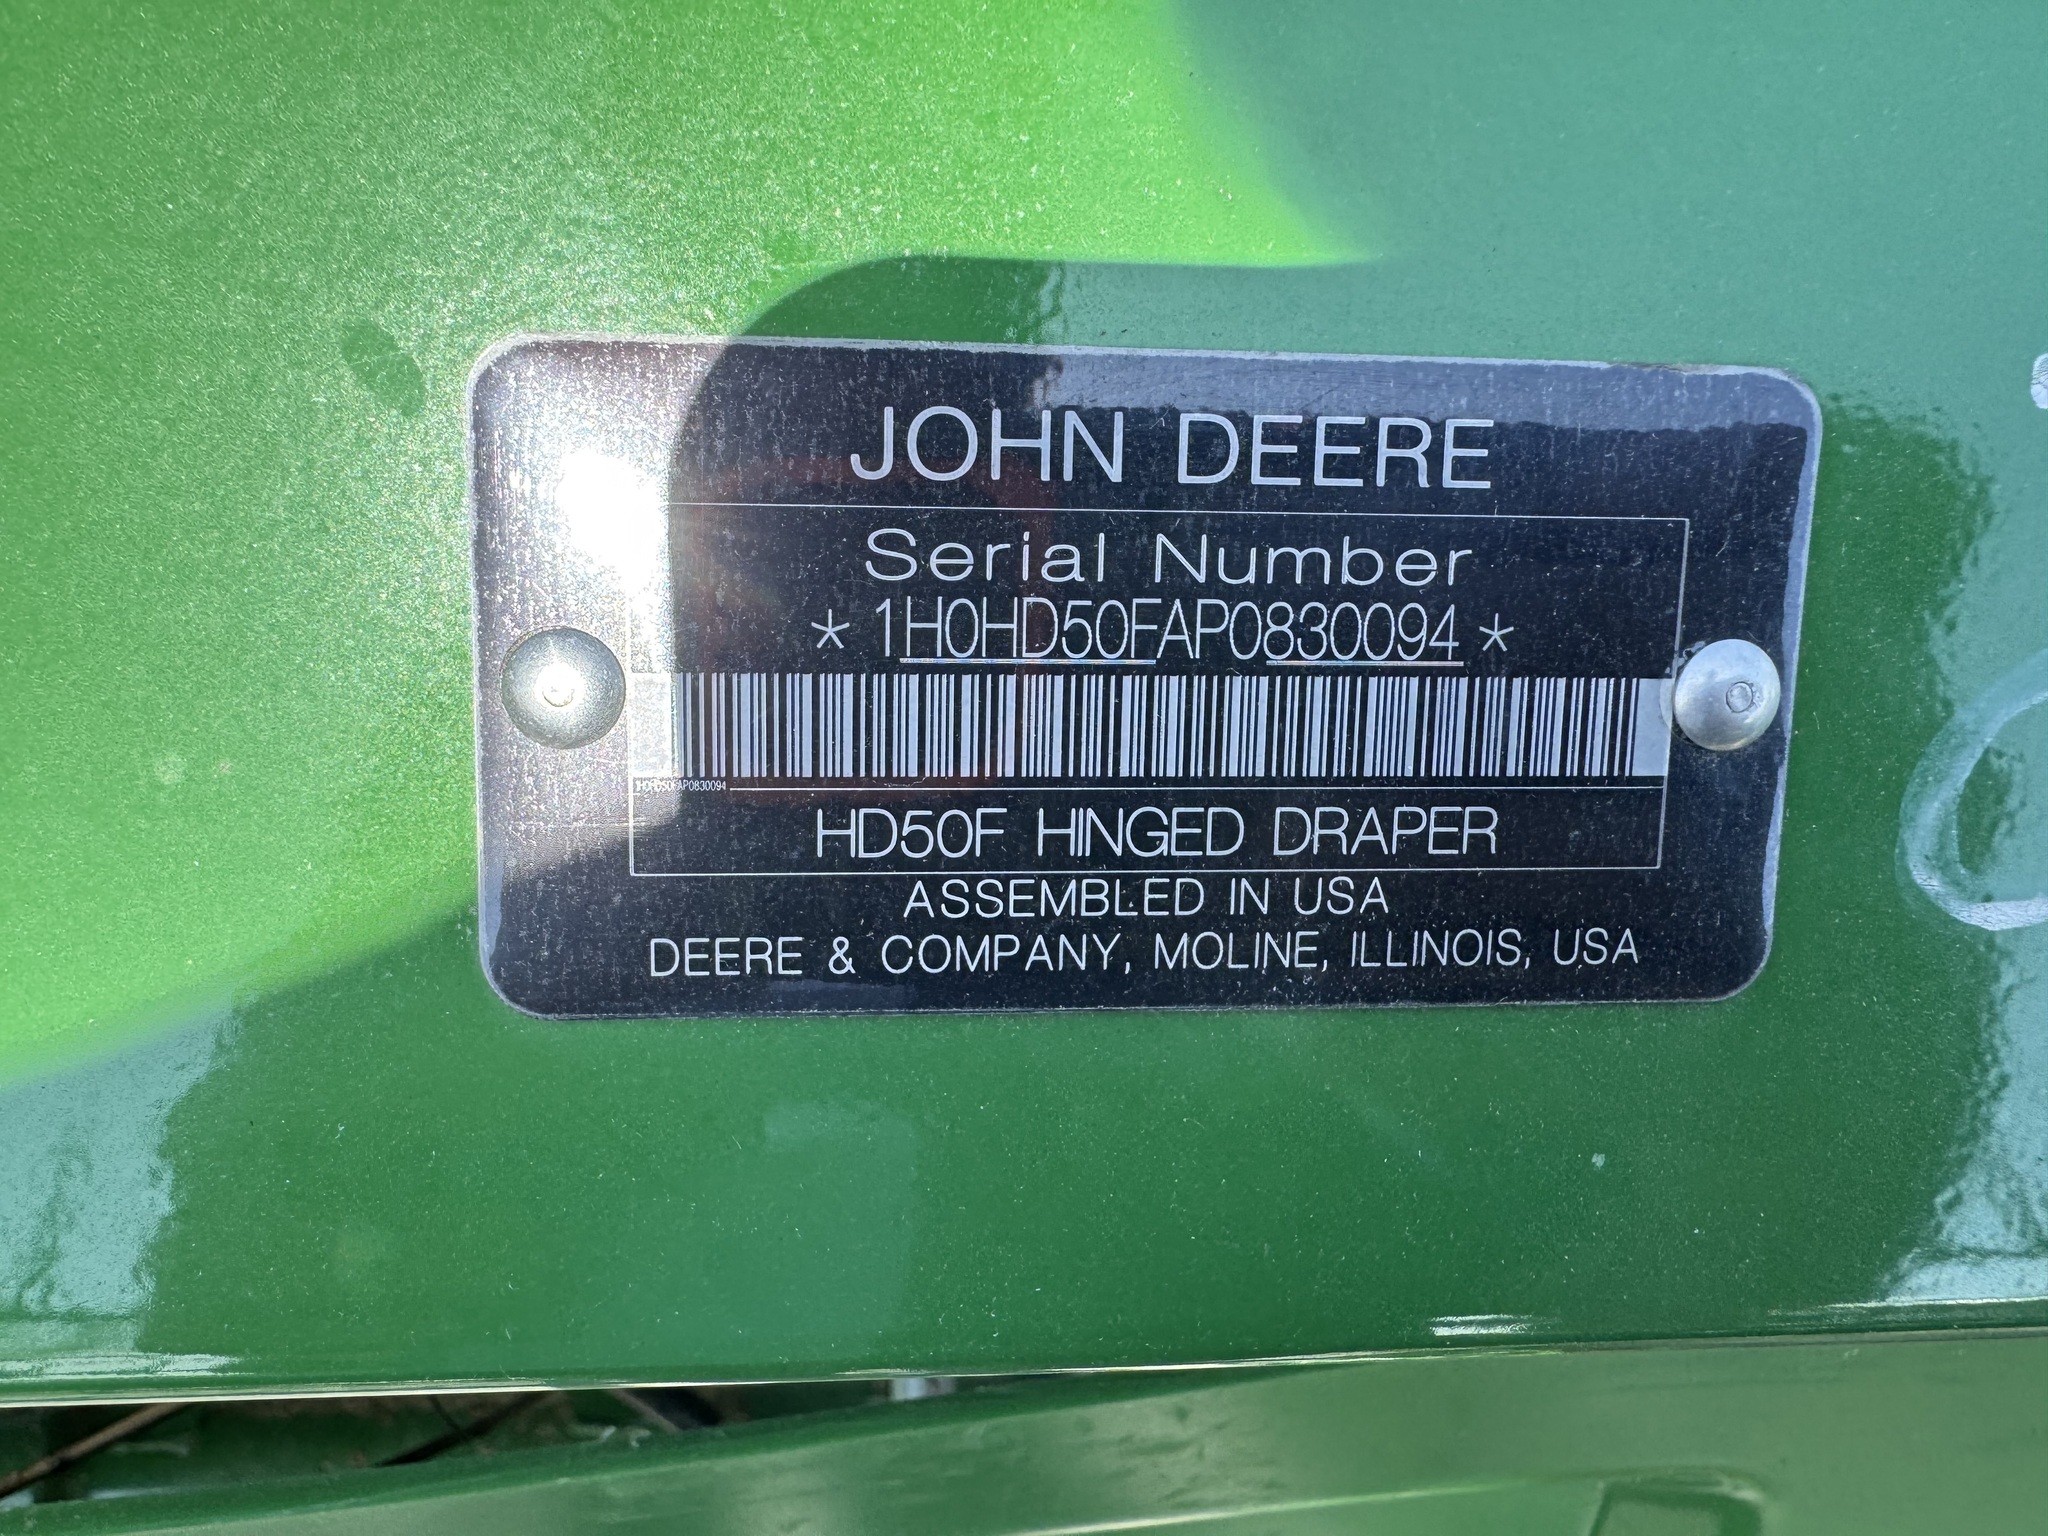 JOHN DEERE
Serial Number
*1H0HD50FAP0830094*
1H0HD50FAP0830094
HD50F HINGED DRAPER
ASSEMBLED IN USA
DEERE & COMPANY, MOLINE, ILLINOIS, USA